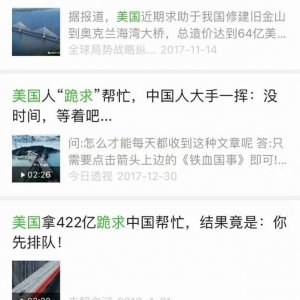 据报道，美国近期求助于我国修建旧金山
到奥克兰海湾大桥，总造价达到64亿美...
全球局势战略纵... 2017-11-14
美国人“跪求”帮忙，中国人大手一挥：没
时间，等着吧...
问:怎么才能每天都收到这种文章呢 答:只
需要点击箭头上边的《铁血国事》即可!...
02:26
今日透视 2017-12-30
美国拿422亿跪求中国帮忙，结果竟是：你
先排队！